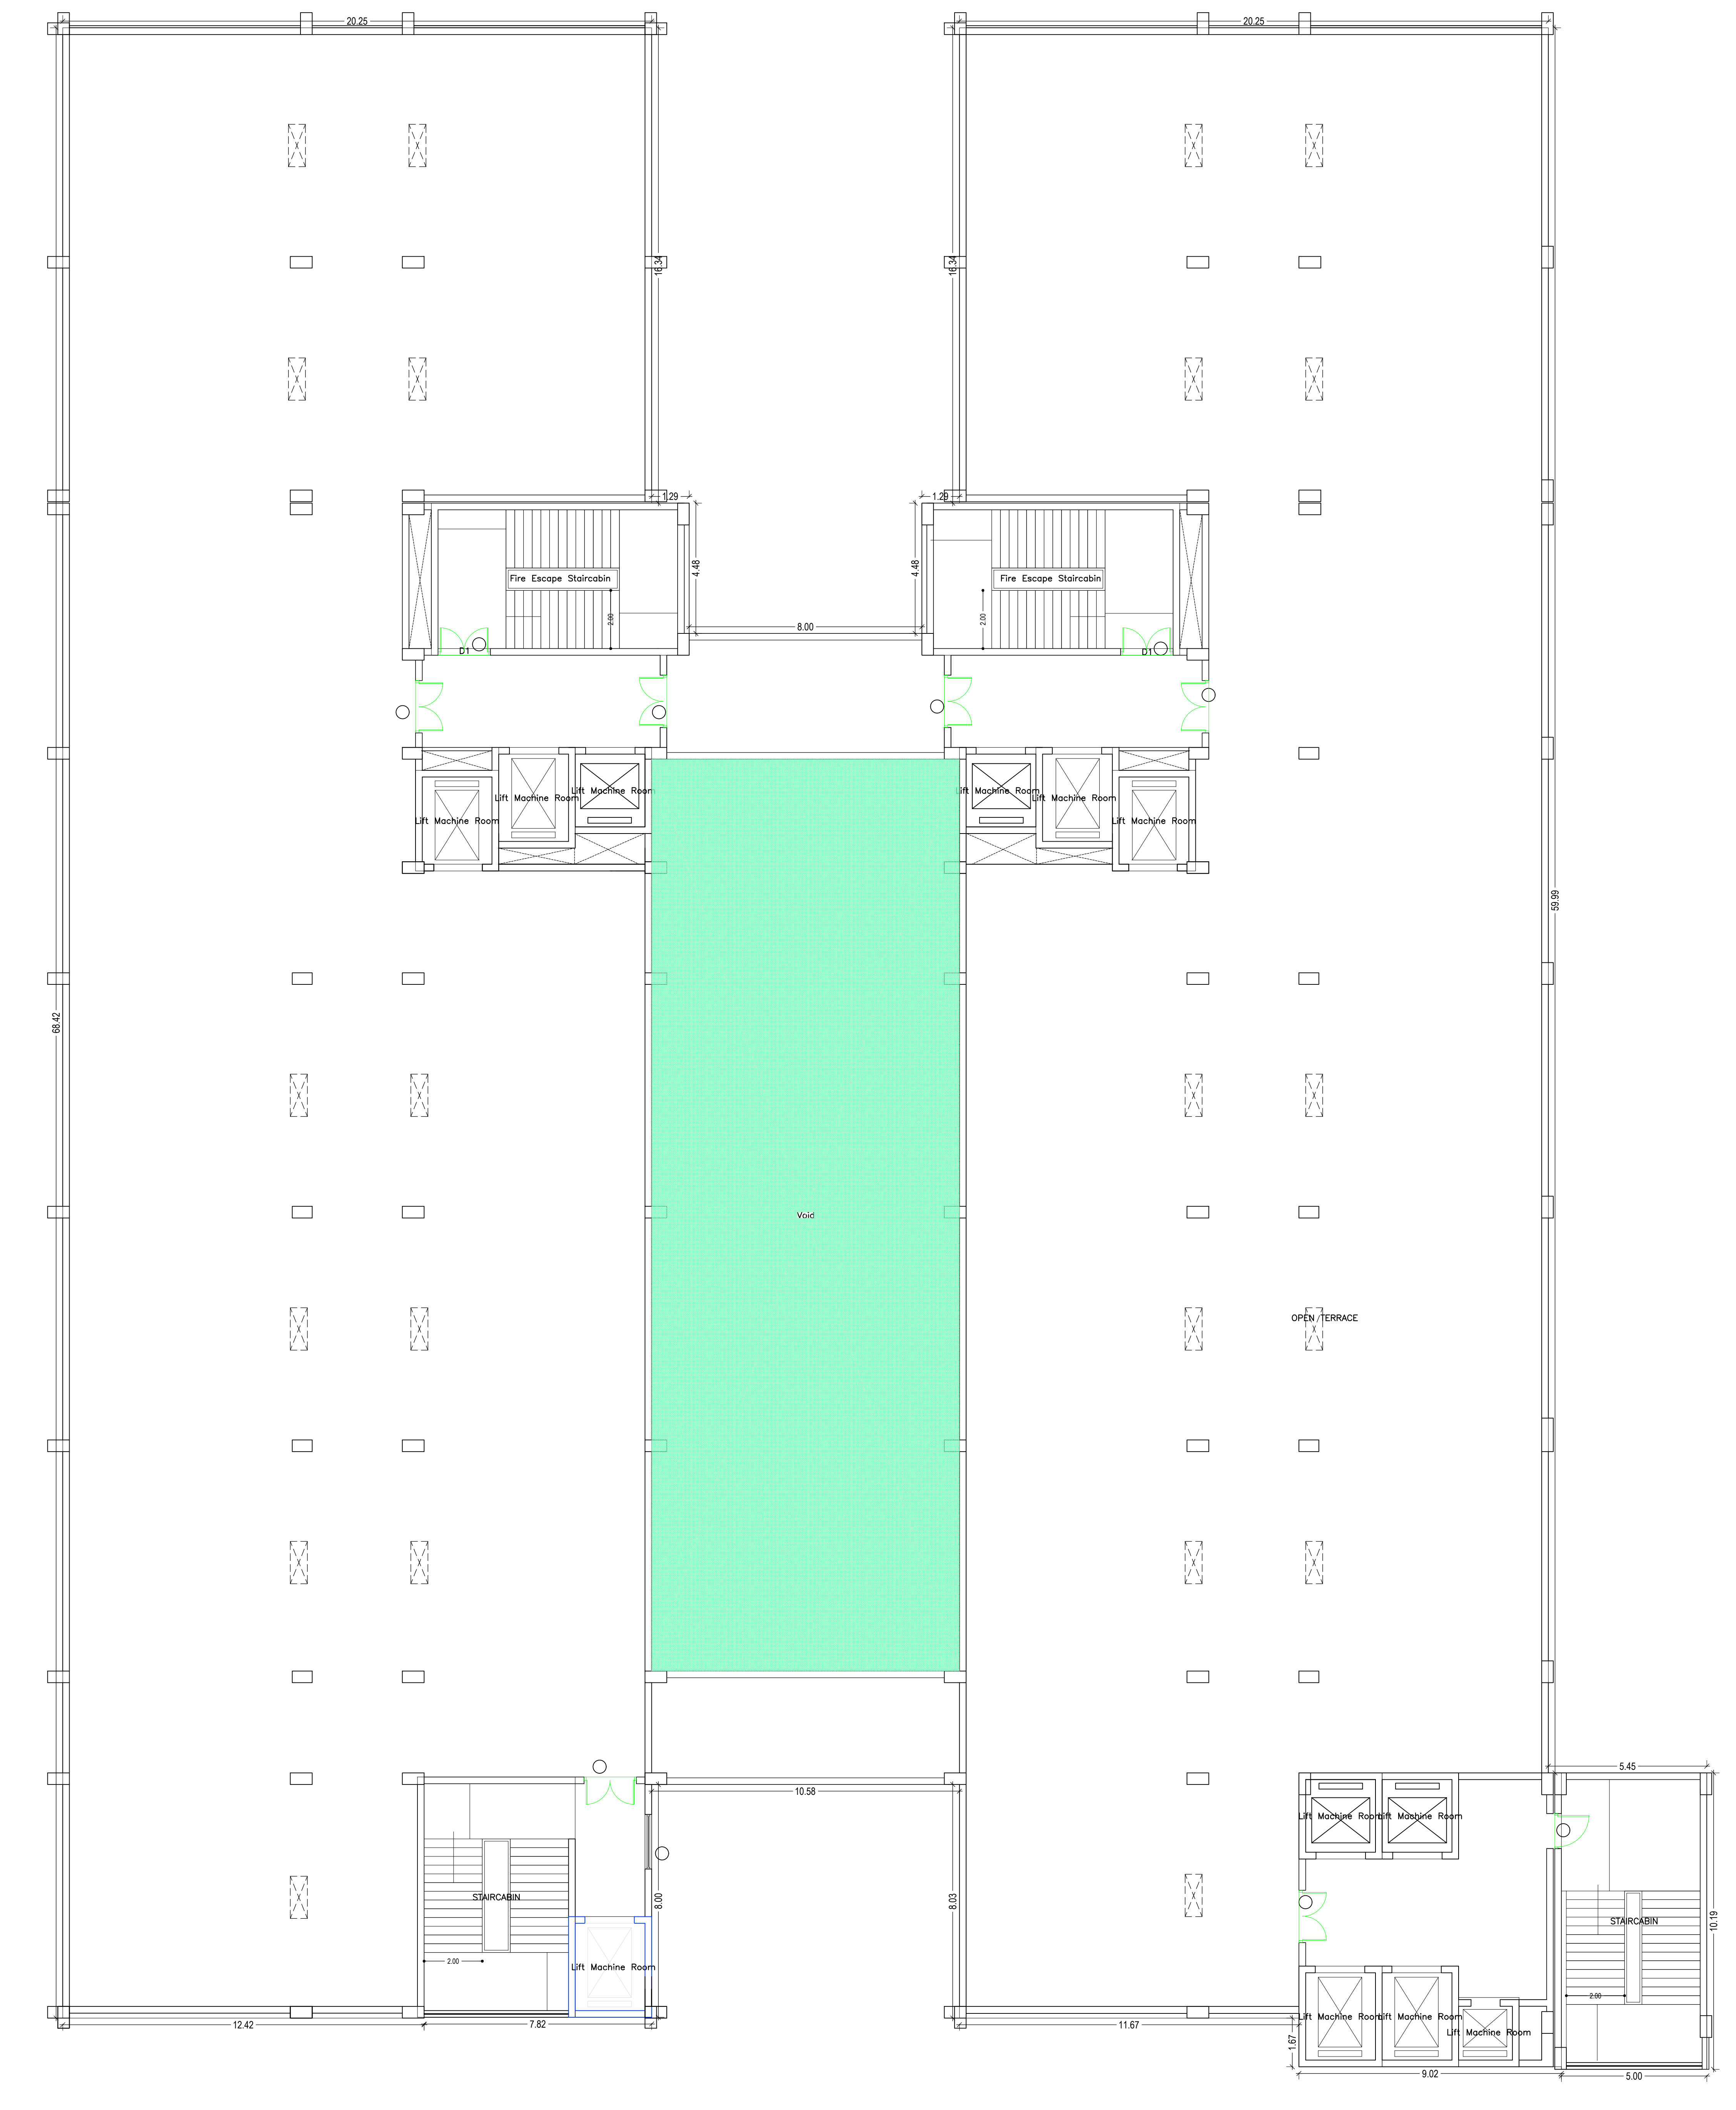 20.25
20.25
16.34
16.34
1.29
1.29
4.48
4.48
Fire Escape Staircabin
Fire Escape Staircabin
2.00
2.00
8.00
D1
D1
Lift Machine Room
Lift Machine Room
Lift Machine Room
Lift Machine Room
Lift Machine Room
Lift Machine Room
59.99
68.42
Void
OPEN /TERRACE
5.45
10.58
Lift Machine Room
Lift Machine Room
STAIRCABIN
8.00
8.03
STAIRCABIN
10.19
2.00
Lift Machine Room
2.00
Lift Machine Room
Lift Machine Room
Lift Machine Room
12.42
7.82
11.67
1.67
9.02
5.00